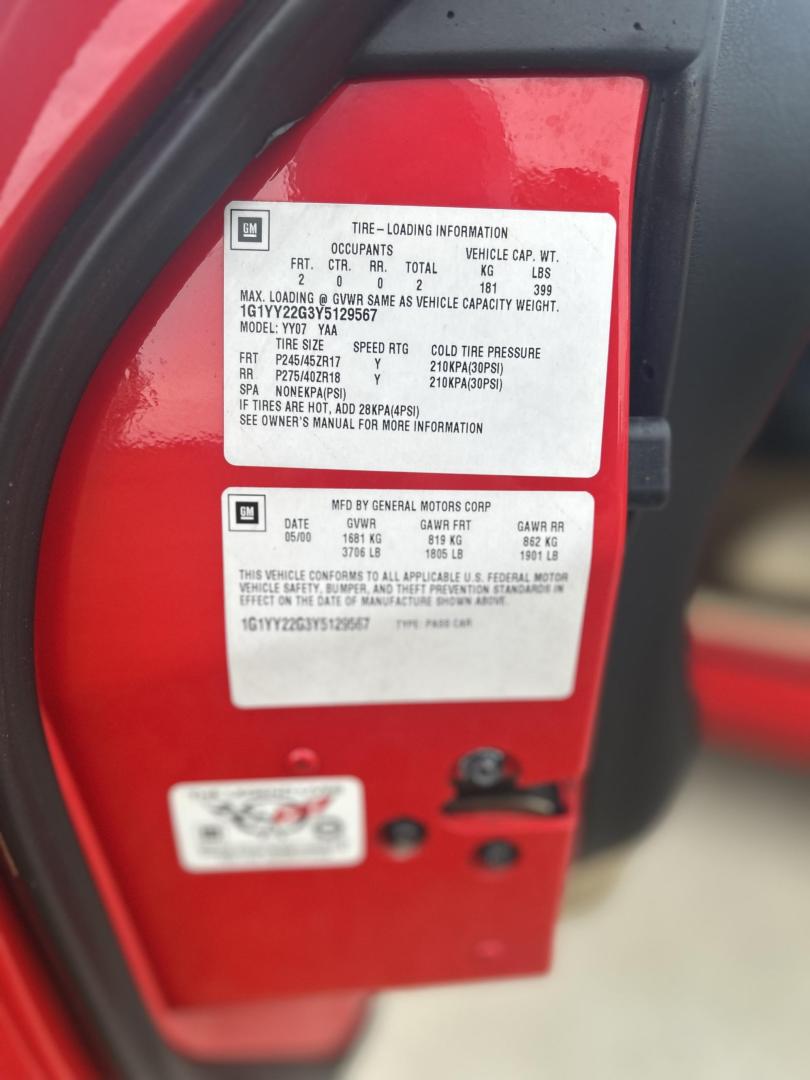 GM
TIRE–LOADING INFORMATION
OCCUPANTS VEHICLE CAP. WT.
FRT. CTR. RR. TOTAL KG LBS
2 0 0 2 181 399
MAX. LOADING @ GVWR SAME AS VEHICLE CAPACITY WEIGHT.
1G1YY22G3Y5129567
MODEL: YY07 YAA
TIRE SIZE SPEED RTG COLD TIRE PRESSURE
FRT P245/45ZR17 Y 210KPA(30PSI)
RR P275/40ZR18 Y 210KPA(30PSI)
SPA NONEKPA(PSI)
IF TIRES ARE HOT, ADD 28KPA(4PSI)
SEE OWNER'S MANUAL FOR MORE INFORMATION
GM
MFD BY GENERAL MOTORS CORP
DATE GVWR GAWR FRT GAWR RR
05/00 1681 KG 819 KG 862 KG
3706 LB 1805 LB 1901 LB
THIS VEHICLE CONFORMS TO ALL APPLICABLE U.S. FEDERAL MOTOR
VEHICLE SAFETY, BUMPER, AND THEFT PREVENTION STANDARDS IN
EFFECT ON THE DATE OF MANUFACTURE SHOWN ABOVE.
1G1YY22G3Y5129567 TYPE: PASS CAR